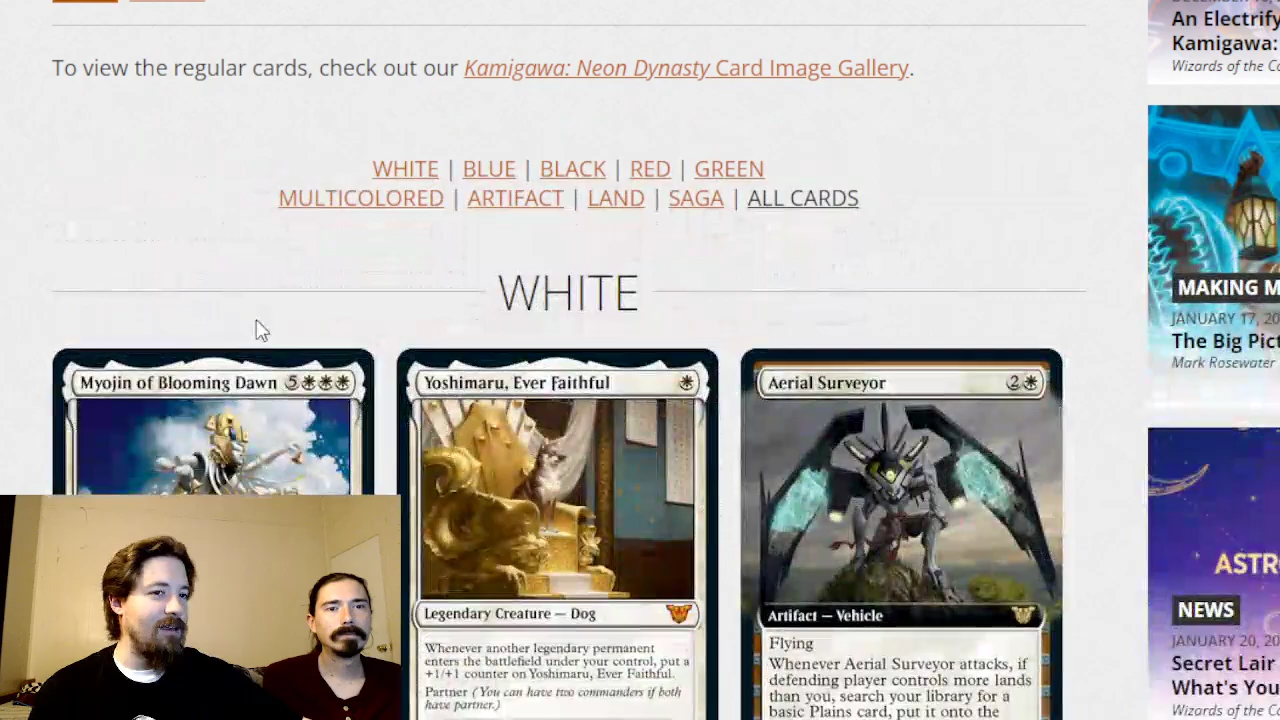 To view the regular cards, check out our Kamigawa: Neon Dynasty Card Image Gallery.
WHITE | BLUE | BLACK | RED | GREEN
MULTICOLORED | ARTIFACT | LAND | SAGA | ALL CARDS
WHITE
Myojin of Blooming Dawn 5
Yoshimaru, Ever Faithful
Legendary Creature — Dog
Whenever another legendary permanent
enters the battlefield under your control, put a
+1/+1 counter on Yoshimaru, Ever Faithful.
Partner (You can have two commanders if both
have partner.)
Aerial Surveyor 2
Artifact — Vehicle
Flying
Whenever Aerial Surveyor attacks, if
defending player controls more lands
than you, search your library for a
basic Plains card, put it onto the
An Electrify
Kamigawa:
Wizards of the Co
MAKING M
JANUARY 17, 20
The Big Pict
Mark Rosewater
ASTR
NEWS
JANUARY 20, 20
Secret Lair
What's You
Wizards of the Co